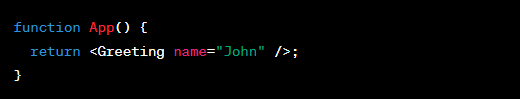 function App() {
  return <Greeting name="John" />;
}